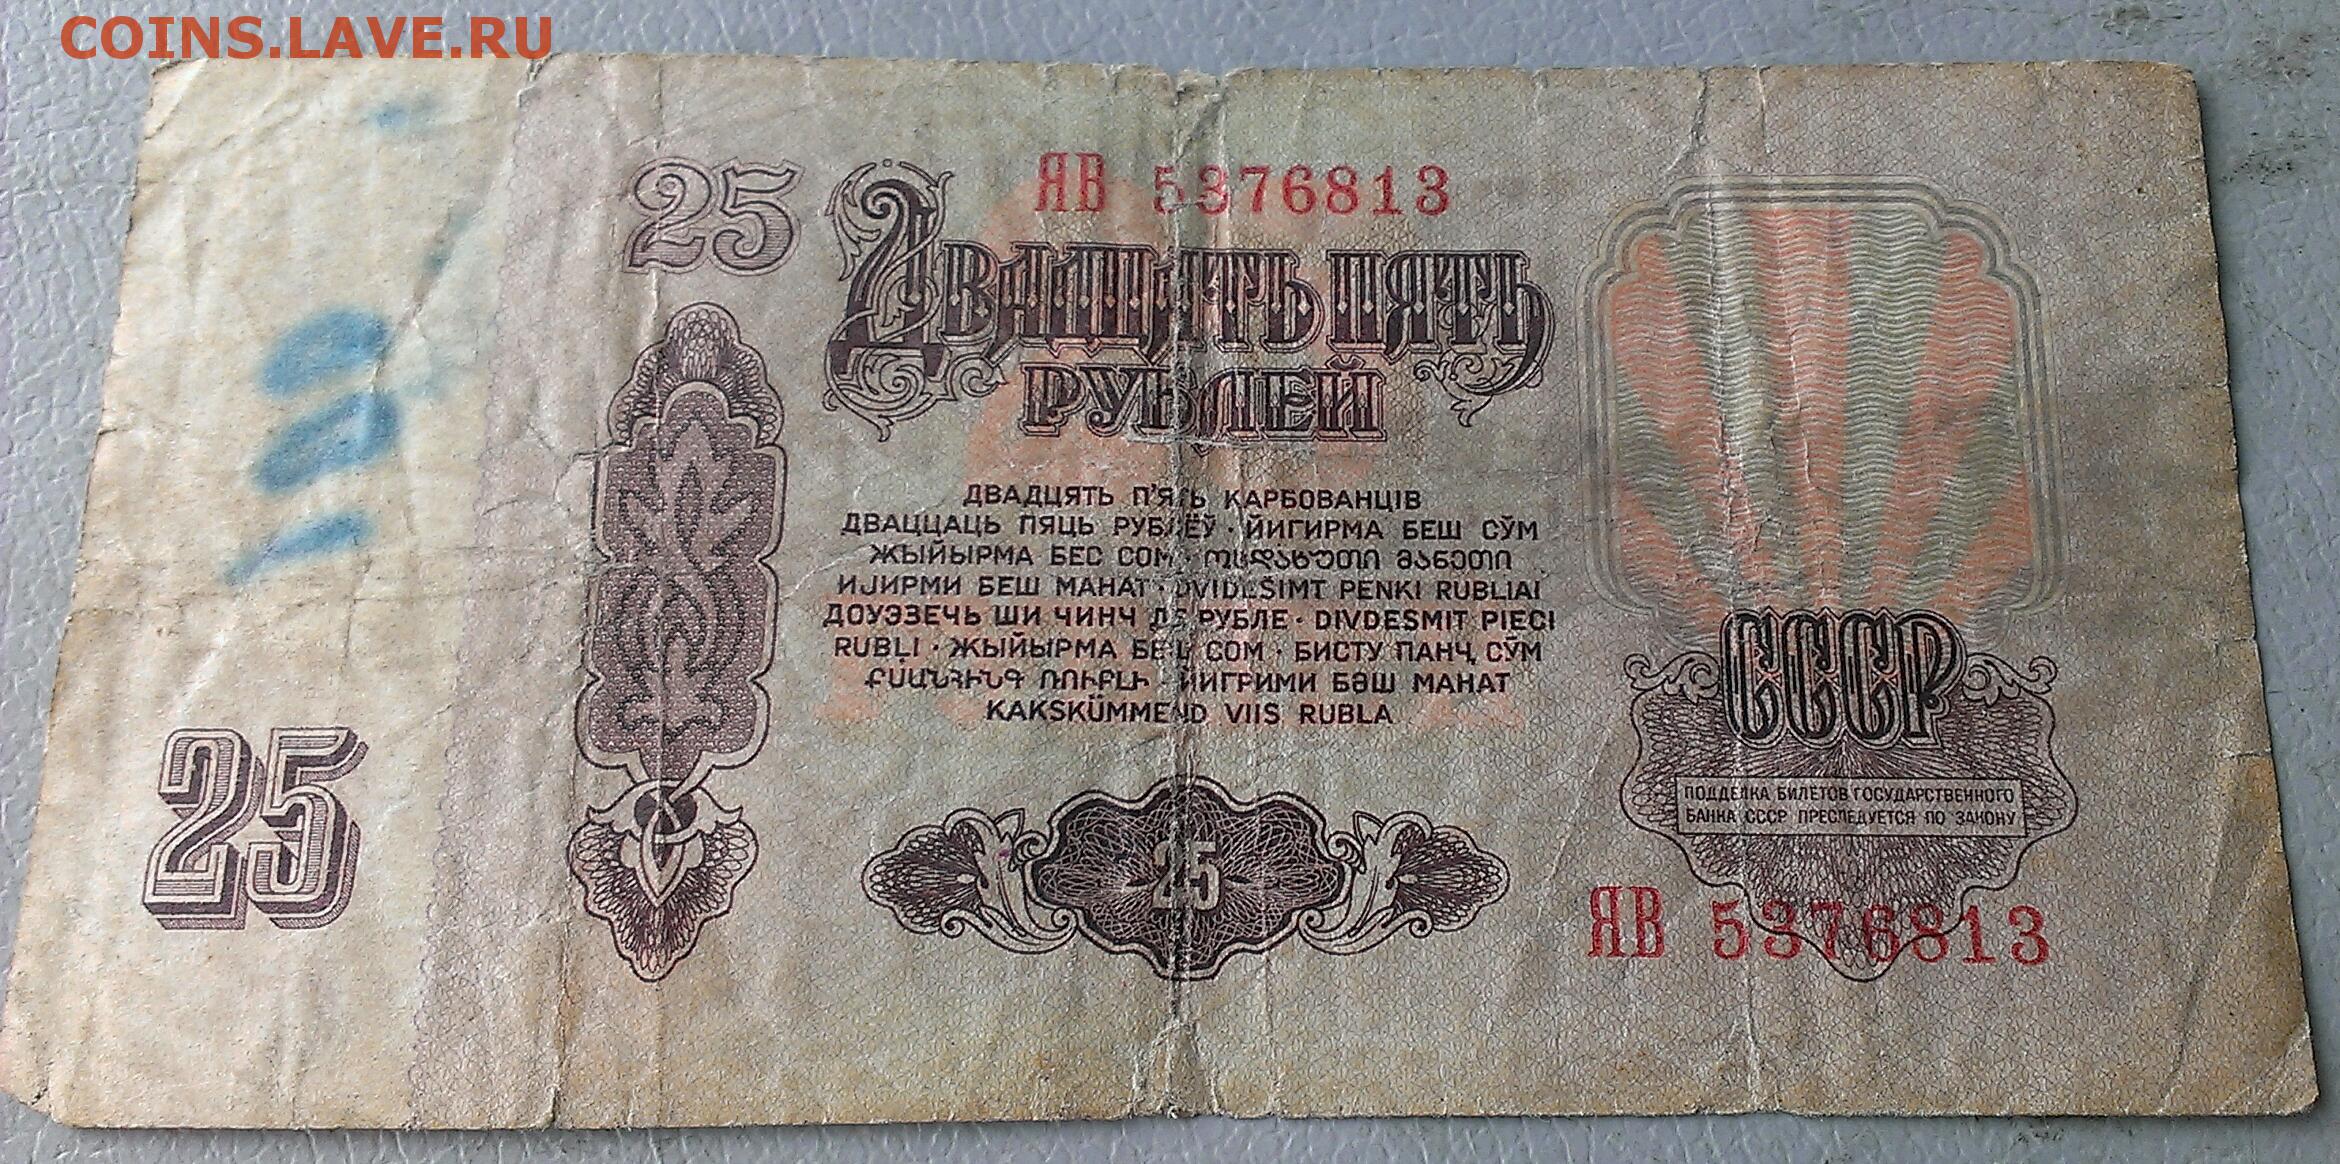 COINS.LAVE.RU
25
ЯВ 5376813
ДВАДЦАТЬ ПЯТЬ
РУБЛЕЙ
ДВАДЦЯТЬ П'ЯТЬ КАРБОВАНЦІВ
ДВАЦЦАЦЬ ПЯЦЬ РУБЛЁЎ · ЙИГИРМА БЕШ СЎМ
ЖЫЙЫРМА БЕС СОМ · ოცდახუთი მანეთი
ИЈИРМИ БЕШ МАНАТ · DVIDEŠIMT PENKI RUBLIAI
ДОУЭЗЕЧЬ ШИ ЧИНЧ ДЕ РУБЛЕ · DIVDESMIT PIECI
RUBĻI · ЖЫЙЫРМА БЕШ СОМ · БИСТУ ПАНҶ СЎМ
ՔՍԱՆՀԻՆԳ ՌՈՒԲԼԻ · ЙИГРИМИ БӘШ МАНАТ
KAKSKÜMMEND VIIS RUBLA
СССР
ПОДДЕЛКА БИЛЕТОВ ГОСУДАРСТВЕННОГО
БАНКА СССР ПРЕСЛЕДУЕТСЯ ПО ЗАКОНУ
25
25
ЯВ 5376813